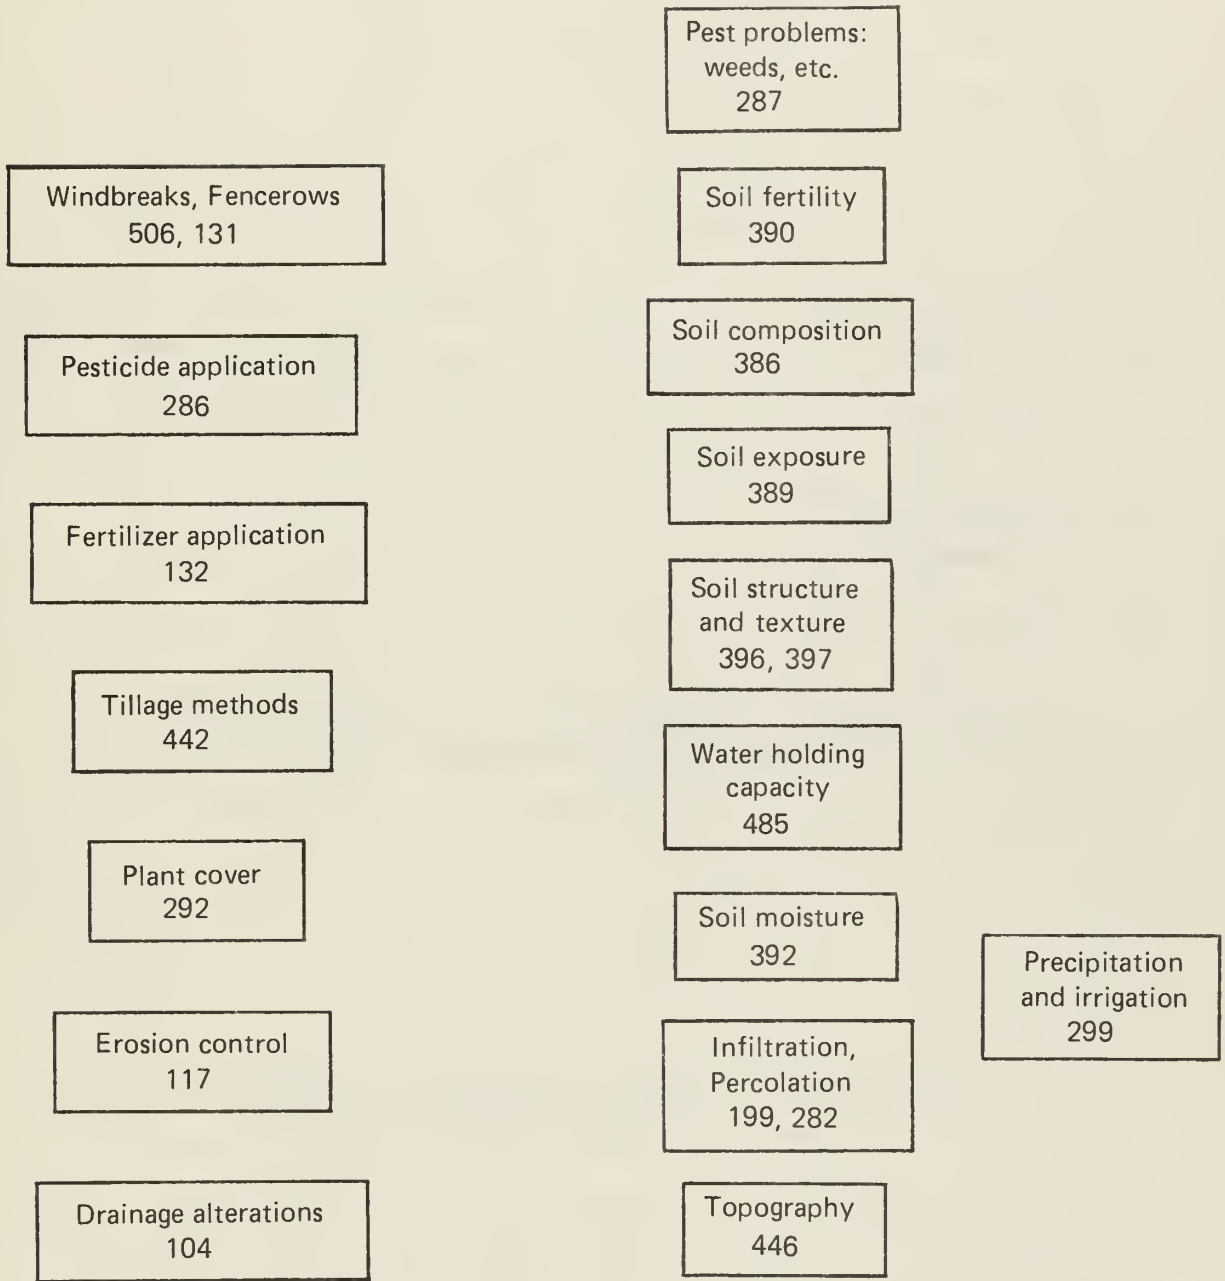 Pest problems:
weeds, etc.
287
Windbreaks, Fencerows
506, 131
Soil fertility
390
Soil composition
386
Pesticide application
286
Soil exposure
389
Fertilizer application
132
Soil structure
and texture
396, 397
Tillage methods
442
Water holding
capacity
485
Plant cover
292
Soil moisture
392
Precipitation
and irrigation
299
Erosion control
117
Infiltration,
Percolation
199, 282
Drainage alterations
104
Topography
446